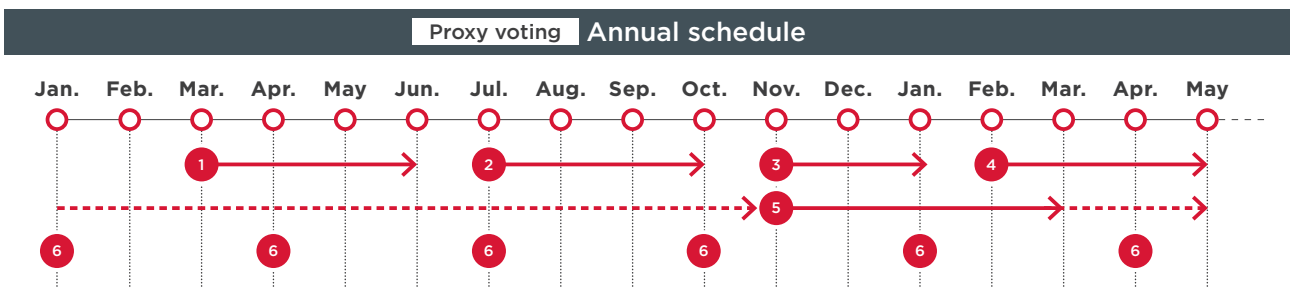 Proxy voting Annual schedule
Jan. Feb. Mar. Apr. May Jun. Jul. Aug. Sep. Oct. Nov. Dec. Jan. Feb. Mar. Apr. May
1 2 3 4
5
6 6 6 6 6 6